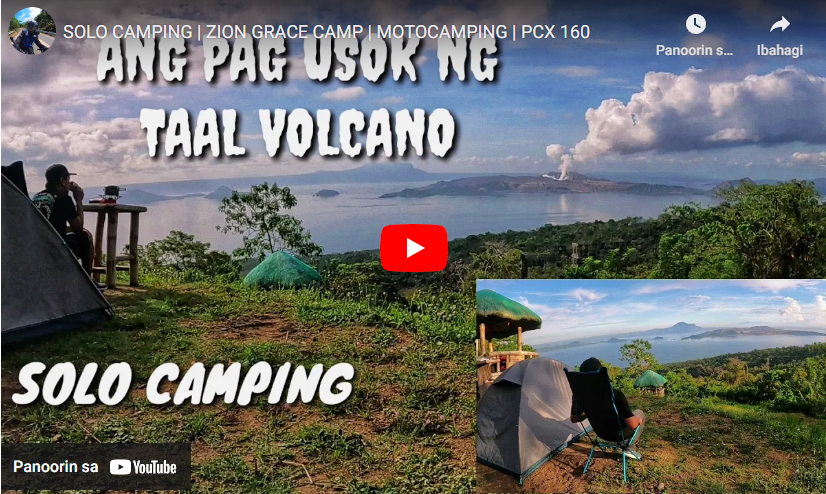 SOLO CAMPING | ZION GRACE CAMP | MOTOCAMPING | PCX 160
Panoorin s...
Ibahagi
ANG PAG USOK NG
TAAL VOLCANO
SOLO CAMPING
Panoorin sa YouTube